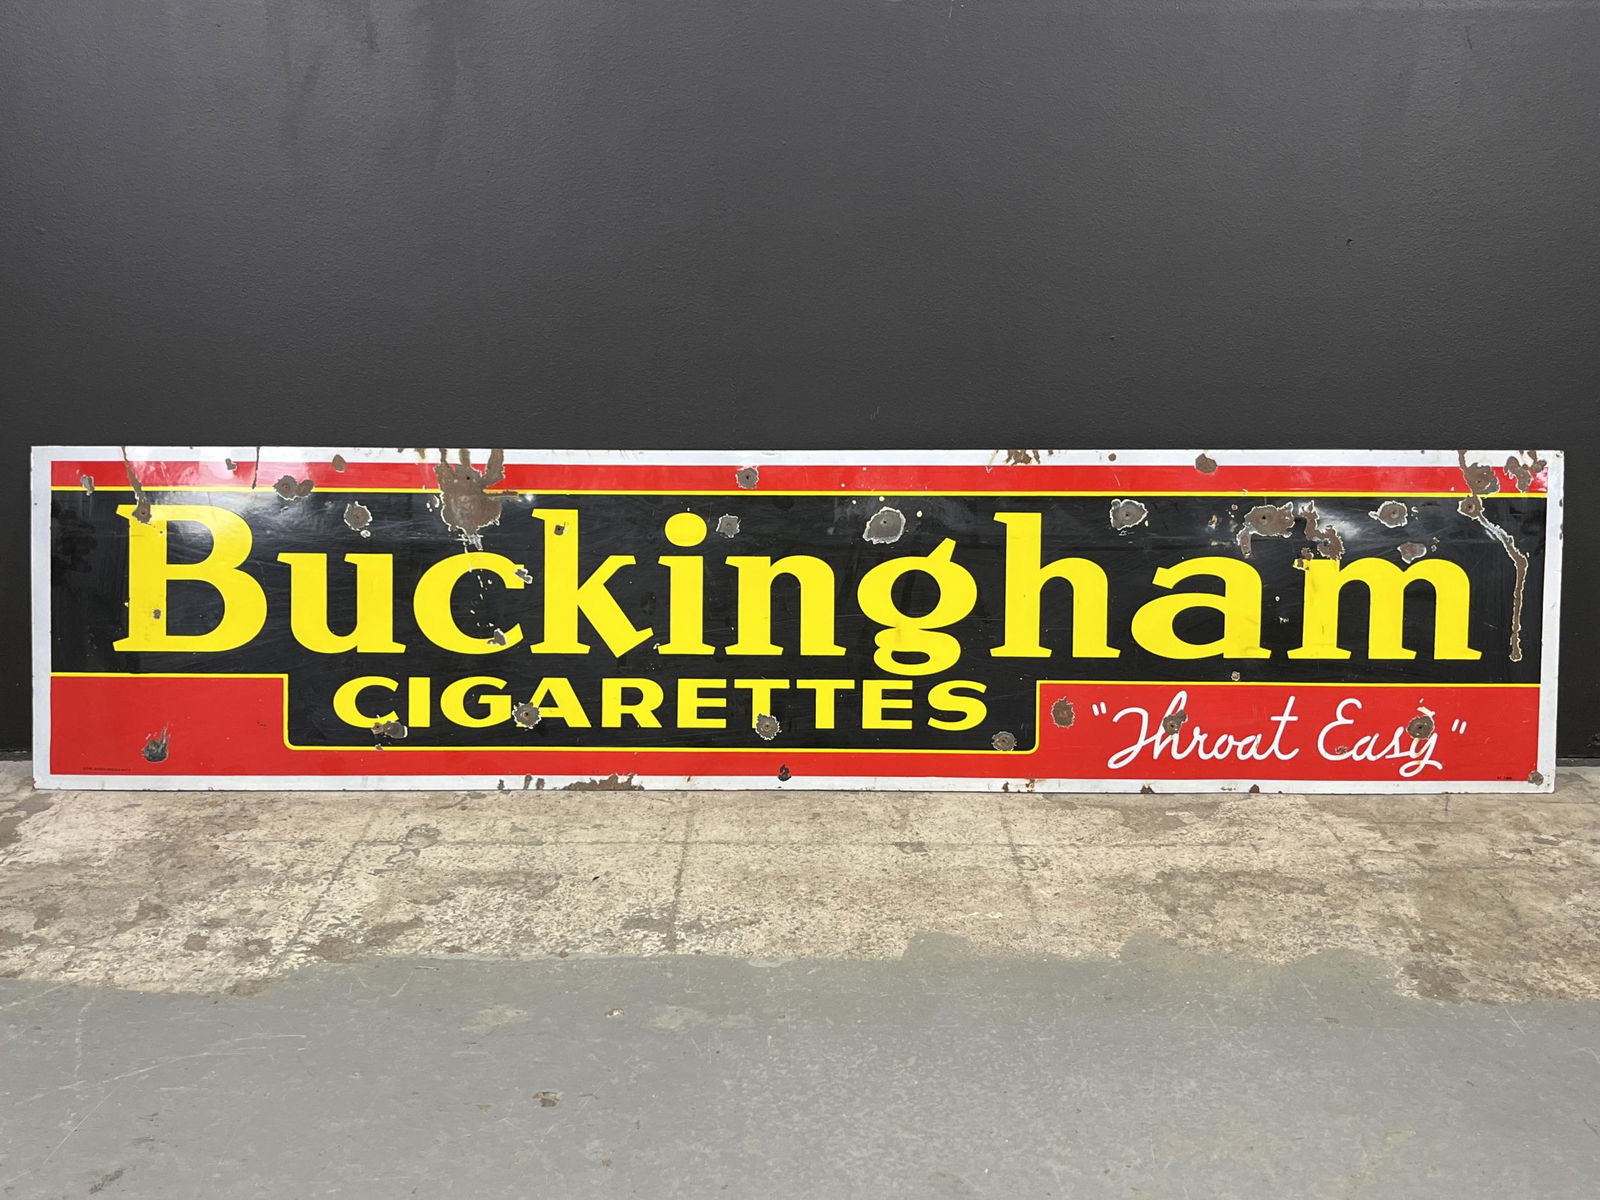 Buckingham
CIGARETTES
"Throat Easy"